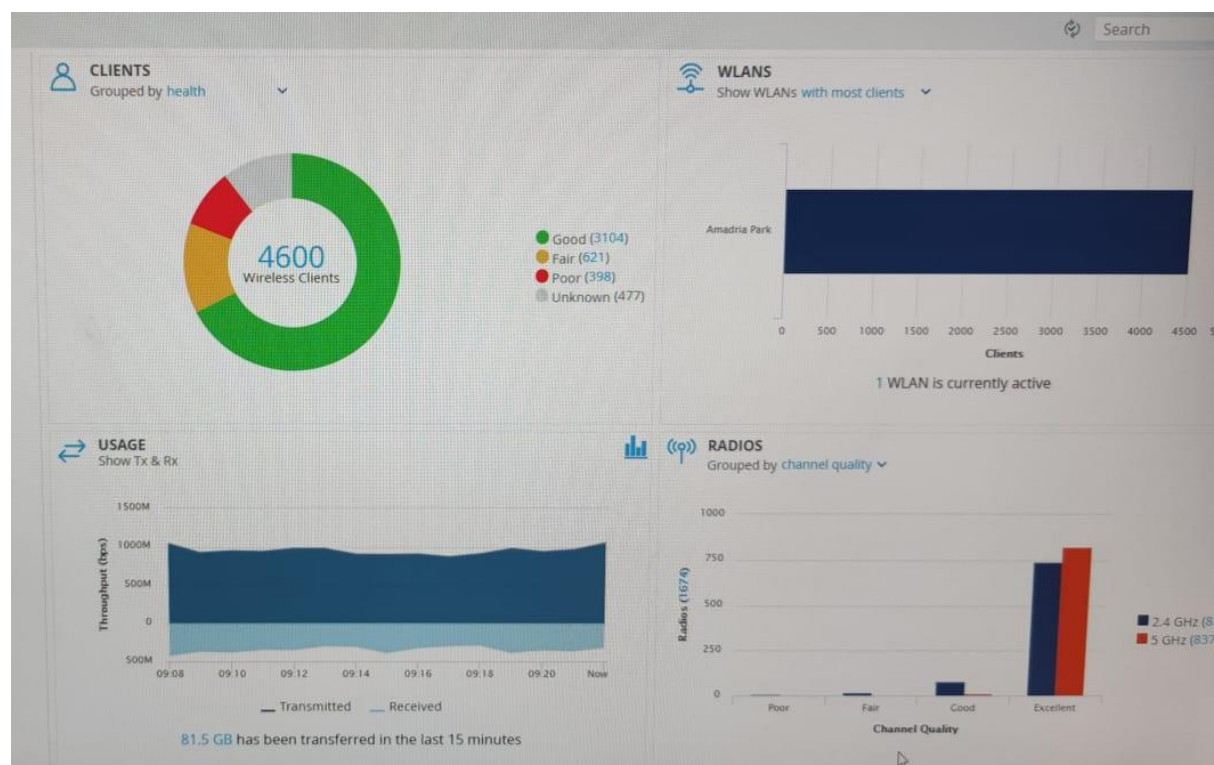 Search
CLIENTS
Grouped by health
4600
Wireless Clients
Good (3104)
Fair (621)
Poor (398)
Unknown (477)
WLANS
Show WLANs with most clients
Amadria Park
0 500 1000 1500 2000 2500 3000 3500 4000 4500
Clients
1 WLAN is currently active
USAGE
Show Tx & Rx
Throughput (bps)
1500M
1000M
500M
0
500M
09:08 09:10 09:12 09:14 09:16 09:18 09:20 Now
Transmitted Received
81.5 GB has been transferred in the last 15 minutes
RADIOS
Grouped by channel quality
Radios (1674)
1000
750
500
250
0
Poor Fair Good Excellent
Channel Quality
2.4 GHz (8
5 GHz (837